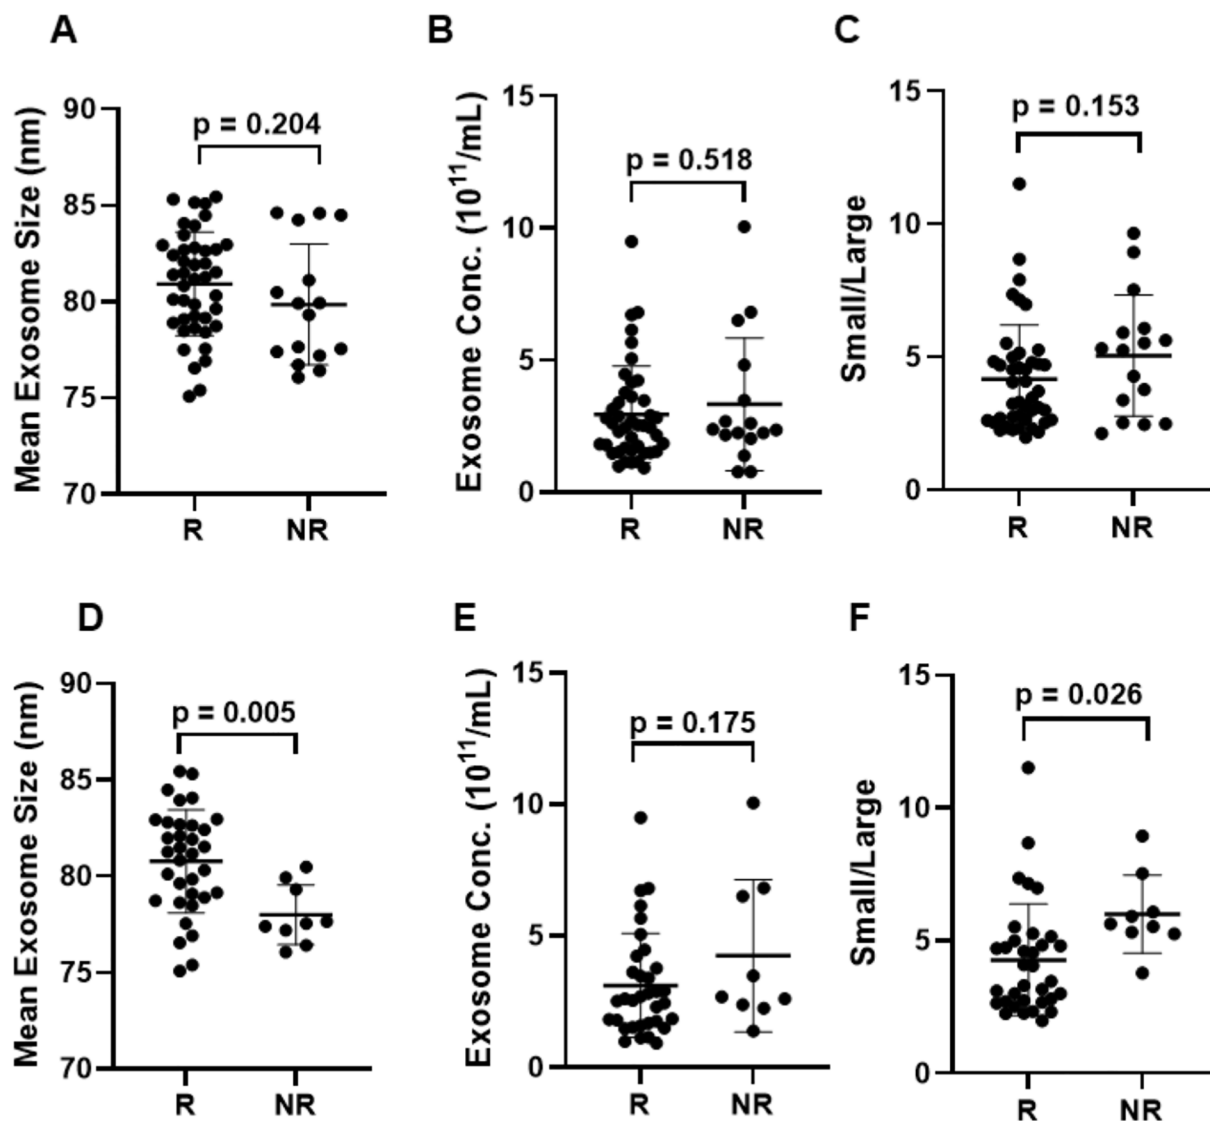 A
Mean Exosome Size (nm)
90
85
80
75
70
p = 0.204
R
NR
B
Exosome Conc. (10¹¹/mL)
15
10
5
0
p = 0.518
R
NR
C
Small/Large
15
10
5
0
p = 0.153
R
NR
D
Mean Exosome Size (nm)
90
85
80
75
70
p = 0.005
R
NR
E
Exosome Conc. (10¹¹/mL)
15
10
5
0
p = 0.175
R
NR
F
Small/Large
15
10
5
0
p = 0.026
R
NR